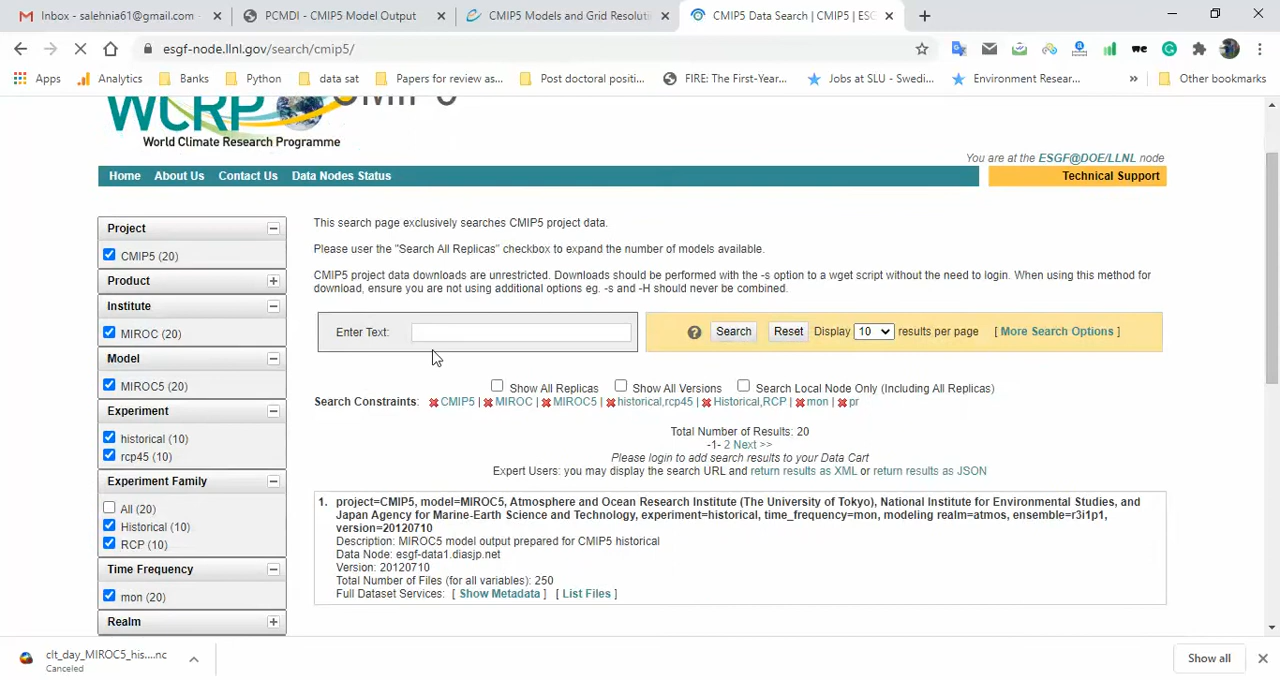 Inbox - salehnia61@gmail.com - PCMDI - CMIP5 Model Output CMIP5 Models and Grid Resoluti CMIP5 Data Search | CMIP5 | ESG
esgf-node.llnl.gov/search/cmip5/
Apps Analytics Banks Python data sat Papers for review as... Post doctoral positi... FIRE: The First-Year... Jobs at SLU - Swedi... Environment Resear... » Other bookmarks
WCRP CMIP5
World Climate Research Programme
You are at the ESGF@DOE/LLNL node
Home About Us Contact Us Data Nodes Status Technical Support
Project
CMIP5 (20)
Product
Institute
MIROC (20)
Model
MIROC5 (20)
Experiment
historical (10)
rcp45 (10)
Experiment Family
All (20)
Historical (10)
RCP (10)
Time Frequency
mon (20)
Realm
This search page exclusively searches CMIP5 project data.
Please user the "Search All Replicas" checkbox to expand the number of models available.
CMIP5 project data downloads are unrestricted. Downloads should be performed with the -s option to a wget script without the need to login. When using this method for
download, ensure you are not using additional options eg. -s and -H should never be combined.
Enter Text: ? Search Reset Display 10 results per page [ More Search Options ]
Show All Replicas Show All Versions Search Local Node Only (Including All Replicas)
Search Constraints: CMIP5 | MIROC | MIROC5 | historical,rcp45 | Historical,RCP | mon | pr
Total Number of Results: 20
-1- 2 Next >>
Please login to add search results to your Data Cart
Expert Users: you may display the search URL and return results as XML or return results as JSON
1. project=CMIP5, model=MIROC5, Atmosphere and Ocean Research Institute (The University of Tokyo), National Institute for Environmental Studies, and
Japan Agency for Marine-Earth Science and Technology, experiment=historical, time_frequency=mon, modeling realm=atmos, ensemble=r3i1p1,
version=20120710
Description: MIROC5 model output prepared for CMIP5 historical
Data Node: esgf-data1.diasjp.net
Version: 20120710
Total Number of Files (for all variables): 250
Full Dataset Services: [ Show Metadata ] [ List Files ]
clt_day_MIROC5_his....nc
Canceled
Show all